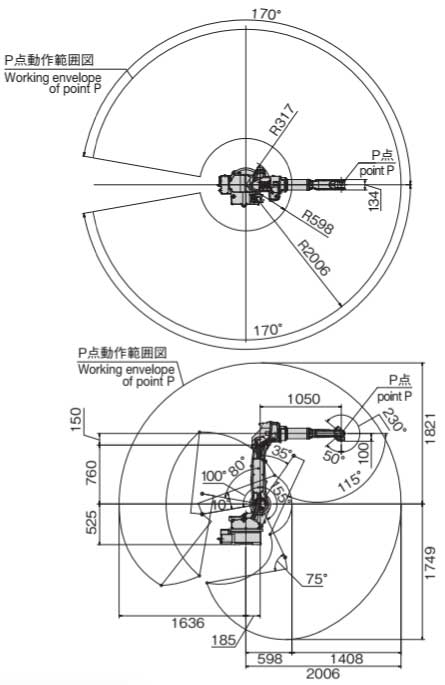 170°
P点動作範囲図
Working envelope
of point P
R317
P点
point P
134
R598
R2006
170°
P点動作範囲図
Working envelope
of point P
P点
point P
1050
1821
150
230°
100
50°
35°
80°
760
100°
115°
10°
55°
525
75°
1749
1636
185
598
1408
2006